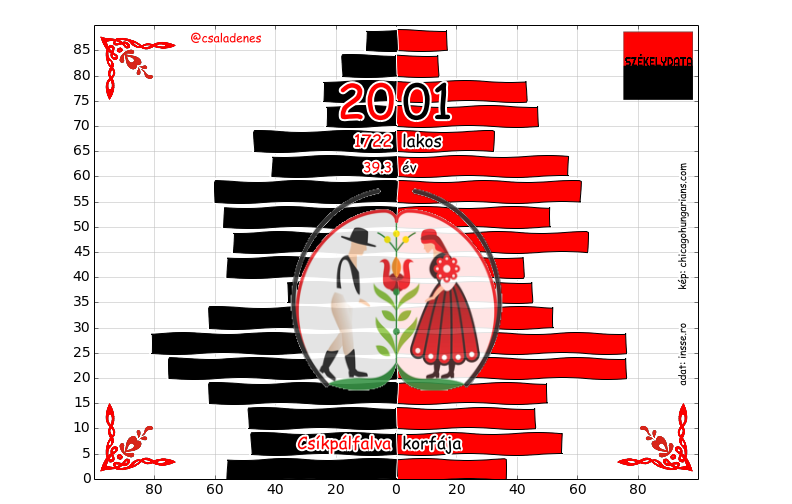 @csaladenes
SZÉKELYDATA
2001
1722 lakos
39.3 év
kép: chicagohungarians.com
adat: insse.ro
Csíkpálfalva korfája
85
80
75
70
65
60
55
50
45
40
35
30
25
20
15
10
5
0
80 60 40 20 0 20 40 60 80